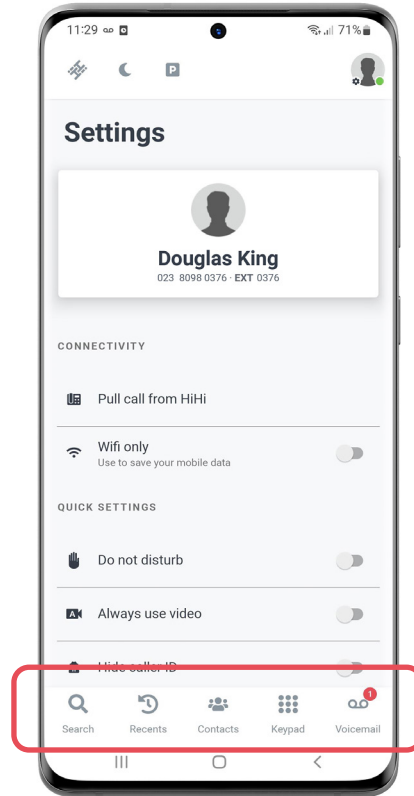 11:29
71%
P
Settings
Douglas King
023 8098 0376 · EXT 0376
CONNECTIVITY
Pull call from HiHi
Wifi only
Use to save your mobile data
QUICK SETTINGS
Do not disturb
A
Always use video
Hide caller ID
1
Search
Recents
Contacts
Keypad
Voicemail